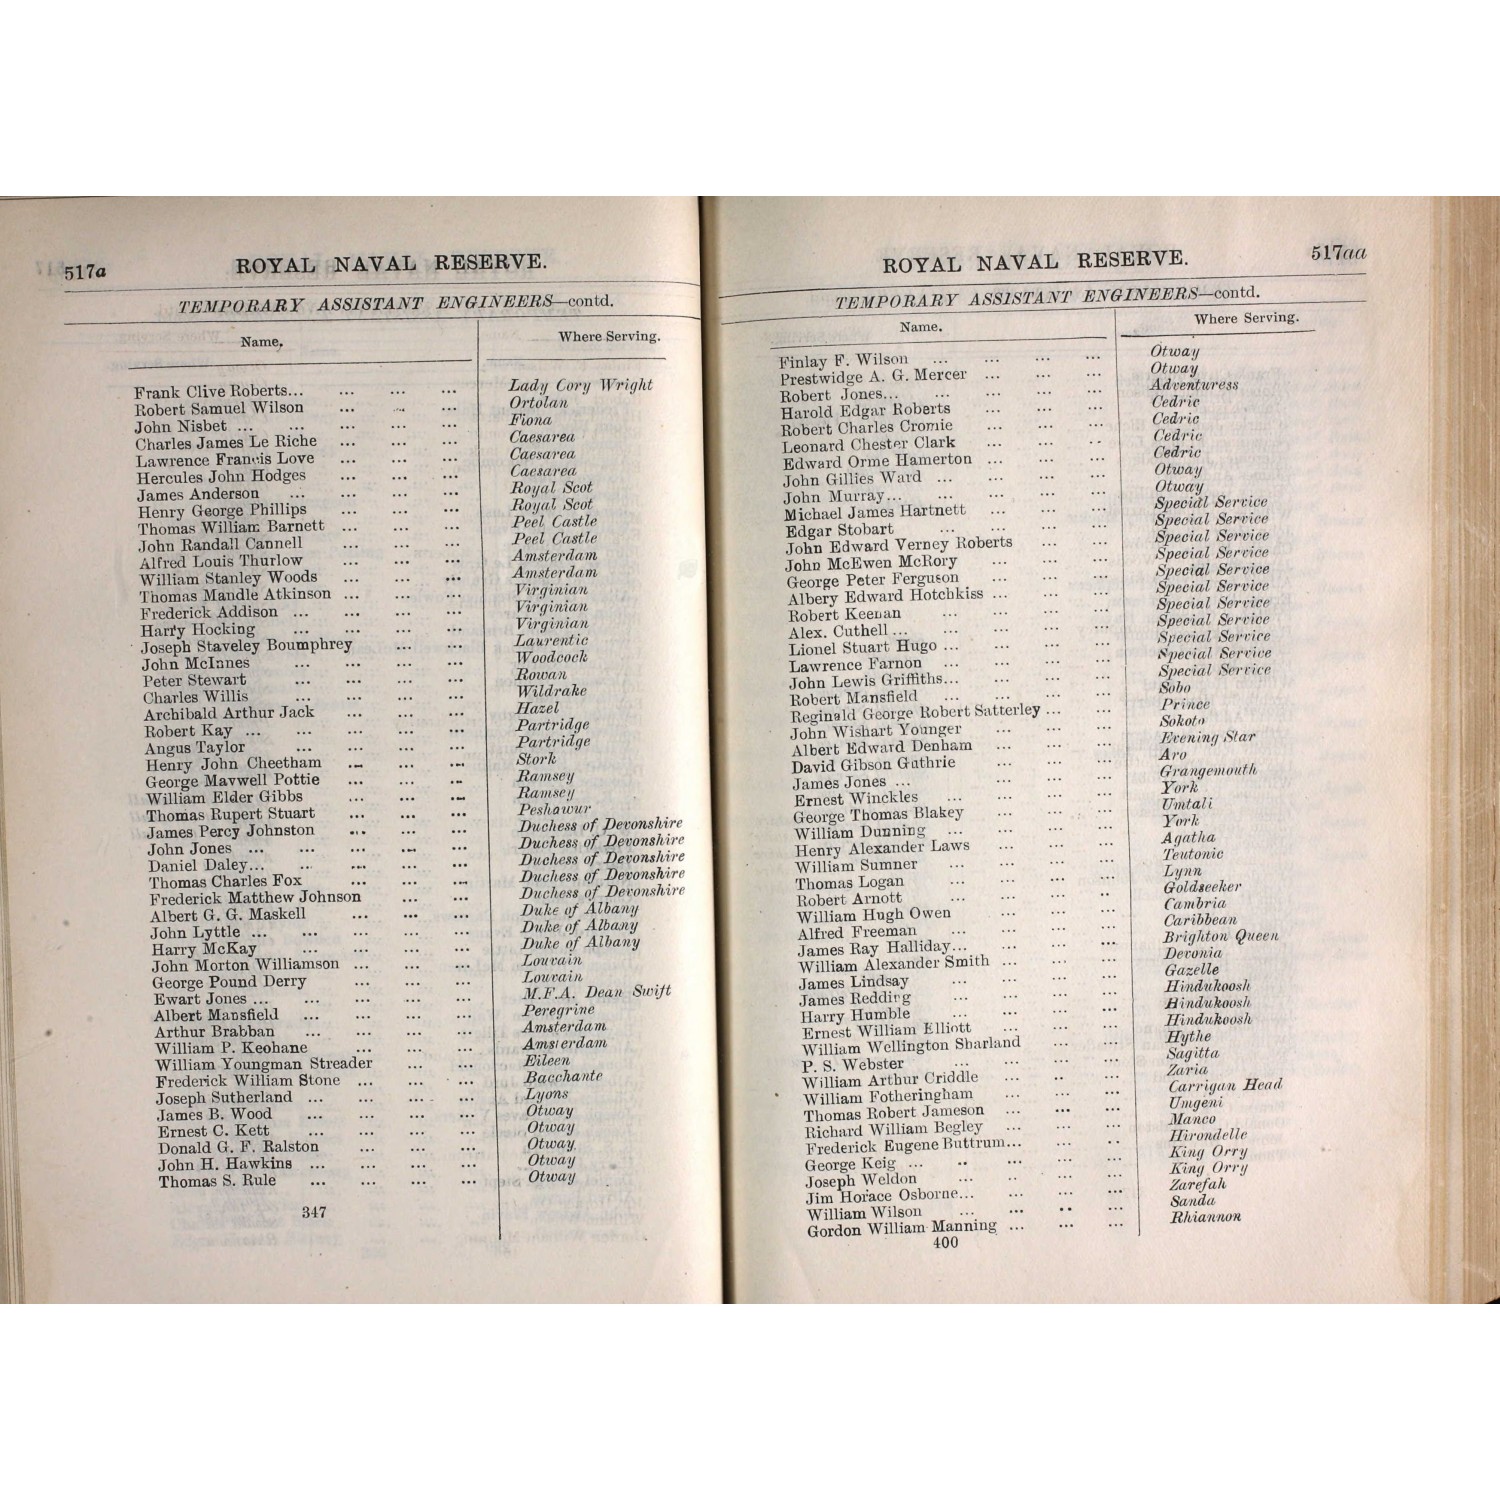 517a ROYAL NAVAL RESERVE.
TEMPORARY ASSISTANT ENGINEERS—contd.
Name. Where Serving.
Frank Clive Roberts... ... ... ... Lady Cory Wright
Robert Samuel Wilson ... ... ... Ortolan
John Nisbet ... ... ... ... ... Fiona
Charles James Le Riche ... ... ... Caesarea
Lawrence Francis Love ... ... ... Caesarea
Hercules John Hodges ... ... ... Caesarea
James Anderson ... ... ... ... Royal Scot
Henry George Phillips ... ... ... Royal Scot
Thomas William Barnett ... ... ... Peel Castle
John Randall Cannell ... ... ... Peel Castle
Alfred Louis Thurlow ... ... ... Amsterdam
William Stanley Woods ... ... ... Amsterdam
Thomas Mandle Atkinson ... ... ... Virginian
Frederick Addison ... ... ... ... Virginian
Harry Hocking ... ... ... ... Virginian
Joseph Staveley Boumphrey ... ... Laurentic
John McInnes ... ... ... ... Woodcock
Peter Stewart ... ... ... ... Rowan
Charles Willis ... ... ... ... Wildrake
Archibald Arthur Jack ... ... ... Hazel
Robert Kay ... ... ... ... ... Partridge
Angus Taylor ... ... ... ... Partridge
Henry John Cheetham ... ... ... Stork
George Mavwell Pottie ... ... ... Ramsey
William Elder Gibbs ... ... ... Ramsey
Thomas Rupert Stuart ... ... ... Peshawur
James Percy Johnston ... ... ... Duchess of Devonshire
John Jones ... ... ... ... ... Duchess of Devonshire
Daniel Daley... ... ... ... ... Duchess of Devonshire
Thomas Charles Fox ... ... ... Duchess of Devonshire
Frederick Matthew Johnson ... ... Duchess of Devonshire
Albert G. G. Maskell ... ... ... Duke of Albany
John Lyttle ... ... ... ... ... Duke of Albany
Harry McKay ... ... ... ... Duke of Albany
John Morton Williamson ... ... ... Louvain
George Pound Derry ... ... ... Louvain
Ewart Jones ... ... ... ... ... M.F.A. Dean Swift
Albert Mansfield ... ... ... ... Peregrine
Arthur Brabban ... ... ... ... Amsterdam
William P. Keohane ... ... ... Amsterdam
William Youngman Streader ... ... Eileen
Frederick William Stone ... ... ... Bacchante
Joseph Sutherland ... ... ... ... Lyons
James B. Wood ... ... ... ... Otway
Ernest C. Kett ... ... ... ... Otway
Donald G. F. Ralston ... ... ... Otway
John H. Hawkins ... ... ... ... Otway
Thomas S. Rule ... ... ... ... Otway
347
ROYAL NAVAL RESERVE. 517aa
TEMPORARY ASSISTANT ENGINEERS—contd.
Name. Where Serving.
Finlay F. Wilson ... ... ... ... Otway
Prestwidge A. G. Mercer ... ... ... Otway
Robert Jones... ... ... ... ... Adventuress
Harold Edgar Roberts ... ... ... Cedric
Robert Charles Cromie ... ... ... Cedric
Leonard Chester Clark ... ... ... Cedric
Edward Orme Hamerton ... ... ... Cedric
John Gillies Ward ... ... ... ... Otway
John Murray... ... ... ... ... Otway
Michael James Hartnett ... ... ... Special Service
Edgar Stobart ... ... ... ... Special Service
John Edward Verney Roberts ... ... Special Service
John McEwen McRory ... ... ... Special Service
George Peter Ferguson ... ... ... Special Service
Albery Edward Hotchkiss ... ... ... Special Service
Robert Keenan ... ... ... ... Special Service
Alex. Cuthell ... ... ... ... ... Special Service
Lionel Stuart Hugo ... ... ... ... Special Service
Lawrence Farnon ... ... ... ... Special Service
John Lewis Griffiths... ... ... ... Special Service
Robert Mansfield ... ... ... ... Sobo
Reginald George Robert Satterley ... ... Prince
John Wishart Younger ... ... ... Sokoto
Albert Edward Denham ... ... ... Evening Star
David Gibson Guthrie ... ... ... Aro
James Jones ... ... ... ... Grangemouth
Ernest Winckles ... ... ... ... York
George Thomas Blakey ... ... ... Umtali
William Dunning ... ... ... ... York
Henry Alexander Laws ... ... ... Agatha
William Sumner ... ... ... ... Teutonic
Thomas Logan ... ... ... ... Lynn
Robert Arnott ... ... ... .. Goldseeker
William Hugh Owen ... ... ... Cambria
Alfred Freeman ... ... ... ... Caribbean
James Ray Halliday... ... ... ... Brighton Queen
William Alexander Smith ... ... ... Devonia
James Lindsay ... ... ... ... Gazelle
James Redding ... ... ... ... Hindukoosh
Harry Humble ... ... ... ... Hindukoosh
Ernest William Elliott ... ... ... Hindukoosh
William Wellington Sharland ... ... Hythe
P. S. Webster ... ... ... ... Sagitta
William Arthur Criddle ... .. ... Zaria
William Fotheringham ... ... ... Carrigan Head
Thomas Robert Jameson ... ... ... Umgeni
Richard William Begley ... ... ... Manco
Frederick Eugene Buttrum... ... .. Hirondelle
George Keig ... .. ... ... ... King Orry
Joseph Weldon ... .. ... ... King Orry
Jim Horace Osborne... ... ... ... Zarefah
William Wilson ... ... .. ... Sanda
Gordon William Manning ... ... ... Rhiannon
400